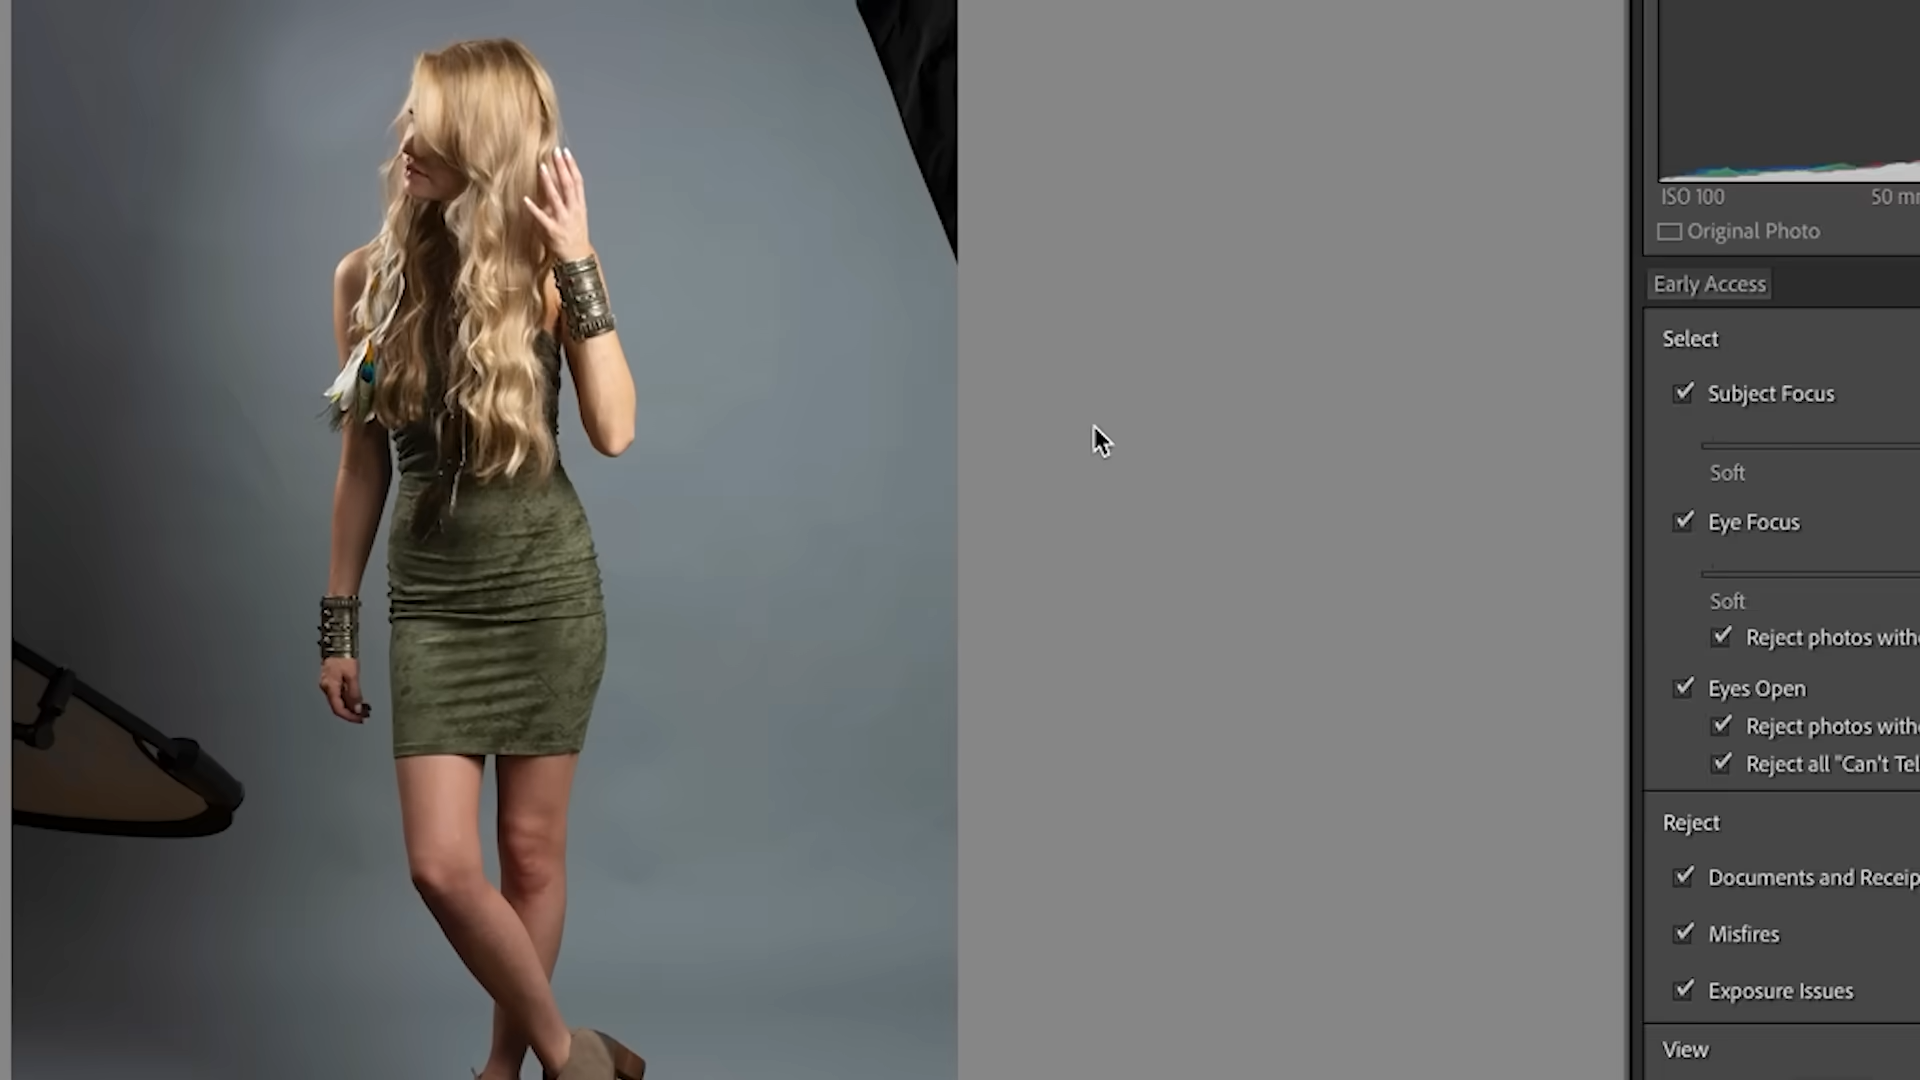 ISO 100
50 m
Original Photo
Early Access
Select
Subject Focus
Soft
Eye Focus
Soft
Reject photos with
Eyes Open
Reject photos with
Reject all "Can't Tel
Reject
Documents and Receip
Misfires
Exposure Issues
View